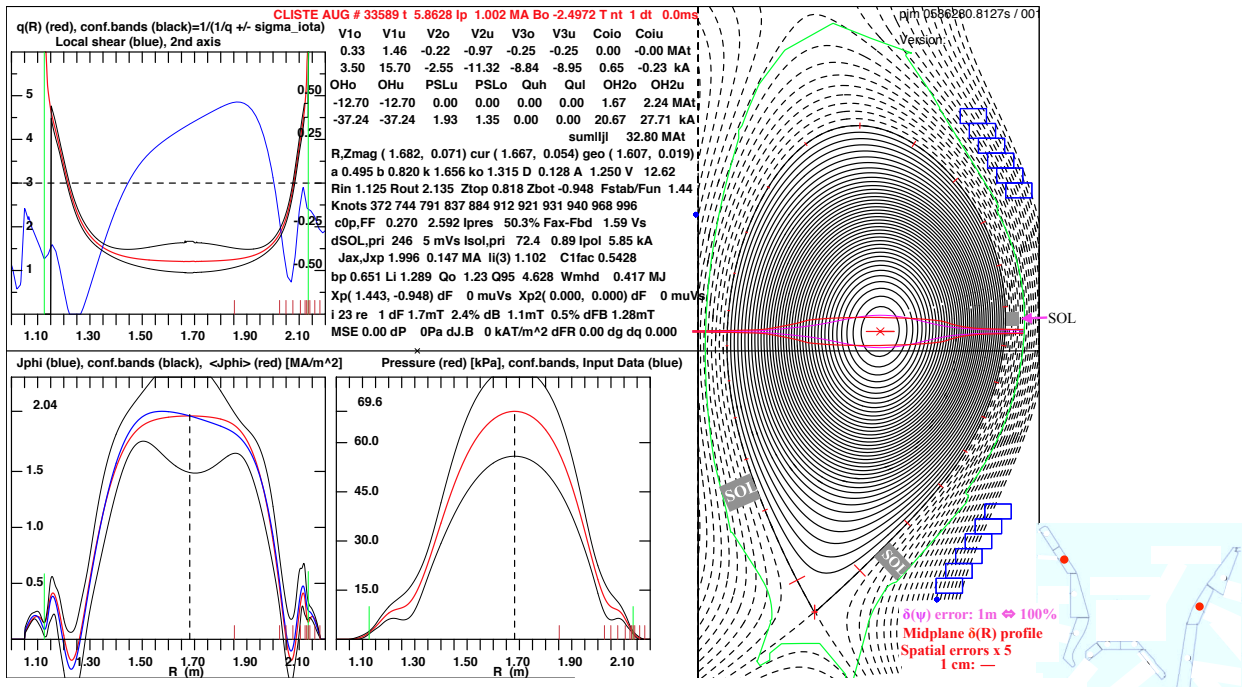 CLISTE AUG # 33589 t 5.8628 Ip 1.002 MA Bo -2.4972 T nt 1 dt 0.0ms
q(R) (red), conf.bands (black)=1/(1/q +/- sigma_iota)
Local shear (blue), 2nd axis
5
4
3
2
1
0.50
0.25
-0.25
-0.50
1.10 1.30 1.50 1.70 1.90 2.10
V1o V1u V2o V2u V3o V3u Coio Coiu
0.33 1.46 -0.22 -0.97 -0.25 -0.25 0.00 -0.00 MAt
3.50 15.70 -2.55 -11.32 -8.84 -8.95 0.65 -0.23 kA
OHo OHu PSLu PSLo Quh Qul OH2o OH2u
-12.70 -12.70 0.00 0.00 0.00 0.00 1.67 2.24 MAt
-37.24 -37.24 1.93 1.35 0.00 0.00 20.67 27.71 kA
sumIljl 32.80 MAt
R,Zmag ( 1.682, 0.071) cur ( 1.667, 0.054) geo ( 1.607, 0.019)
a 0.495 b 0.820 k 1.656 ko 1.315 D 0.128 A 1.250 V 12.62
Rin 1.125 Rout 2.135 Ztop 0.818 Zbot -0.948 Fstab/Fun 1.44
Knots 372 744 791 837 884 912 921 931 940 968 996
c0p,FF 0.270 2.592 Ipres 50.3% Fax-Fbd 1.59 Vs
dSOL,pri 246 5 mVs Isol,pri 72.4 0.89 Ipol 5.85 kA
Jax,Jxp 1.996 0.147 MA li(3) 1.102 C1fac 0.5428
bp 0.651 Li 1.289 Qo 1.23 Q95 4.628 Wmhd 0.417 MJ
Xp( 1.443, -0.948) dF 0 muVs Xp2( 0.000, 0.000) dF 0 muVs
i 23 re 1 dF 1.7mT 2.4% dB 1.1mT 0.5% dFB 1.28mT
MSE 0.00 dP 0Pa dJ.B 0 kAT/m^2 dFR 0.00 dg dq 0.000
Jphi (blue), conf.bands (black), <Jphi> (red) [MA/m^2]
2.04
1.5
1.0
0.5
1.10 1.30 1.50 1.70 1.90 2.10
R (m)
Pressure (red) [kPa], conf.bands, Input Data (blue)
69.6
60.0
45.0
30.0
15.0
1.10 1.30 1.50 1.70 1.90 2.10
R (m)
Version:
SOL
SOL
SOL
δ(ψ) error: 1m ⇔ 100%
Midplane δ(R) profile
Spatial errors x 5
1 cm: —